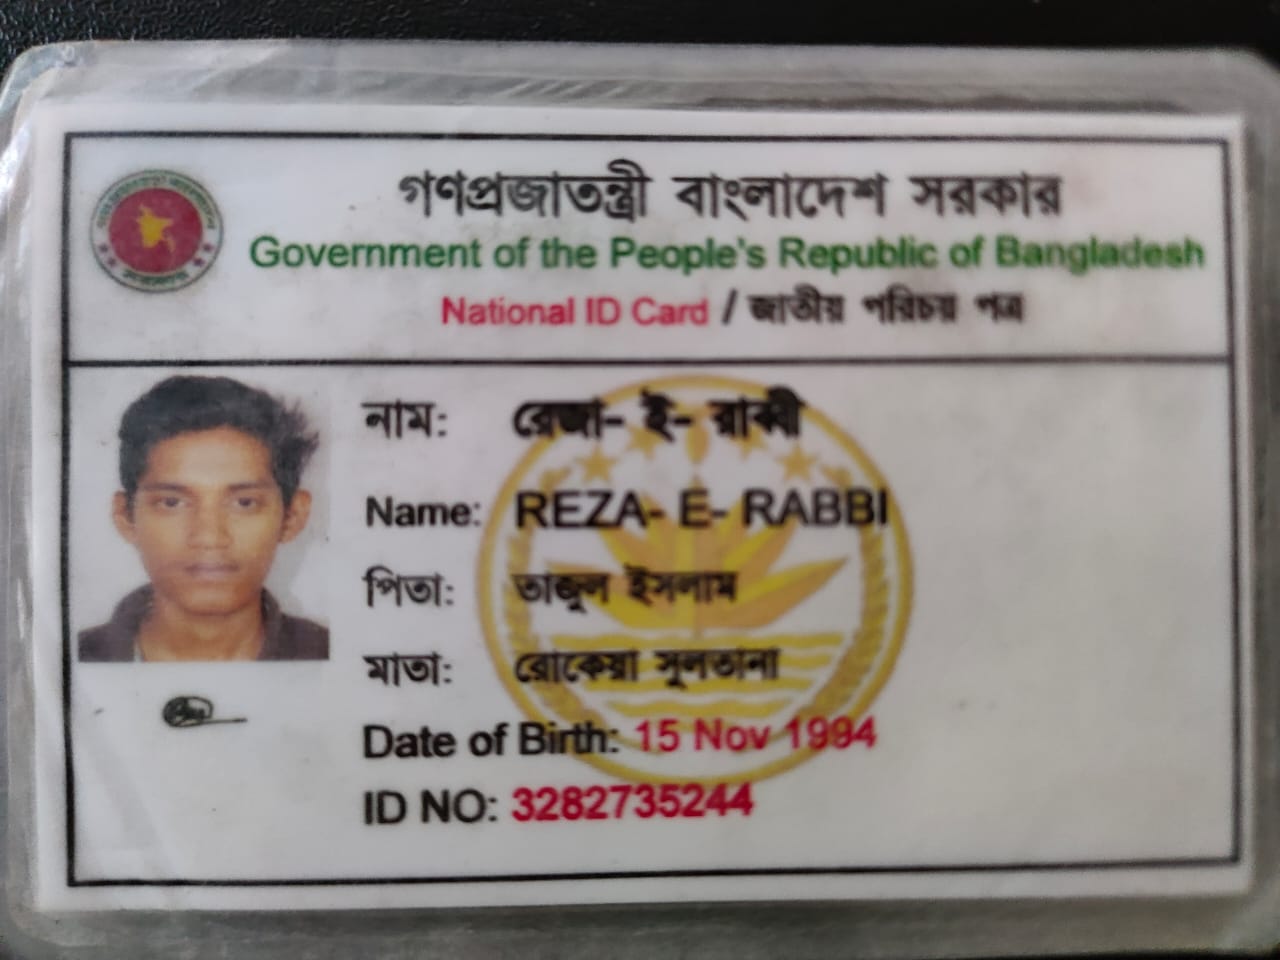 গণপ্রজাতন্ত্রী বাংলাদেশ সরকার
Government of the People's Republic of Bangladesh
National ID Card / জাতীয় পরিচয় পত্র
নাম: রেজা- ই- রাব্বী
Name: REZA- E- RABBI
পিতা: তাজুল ইসলাম
মাতা: রোকেয়া সুলতানা
Date of Birth: 15 Nov 1994
ID NO: 3282735244